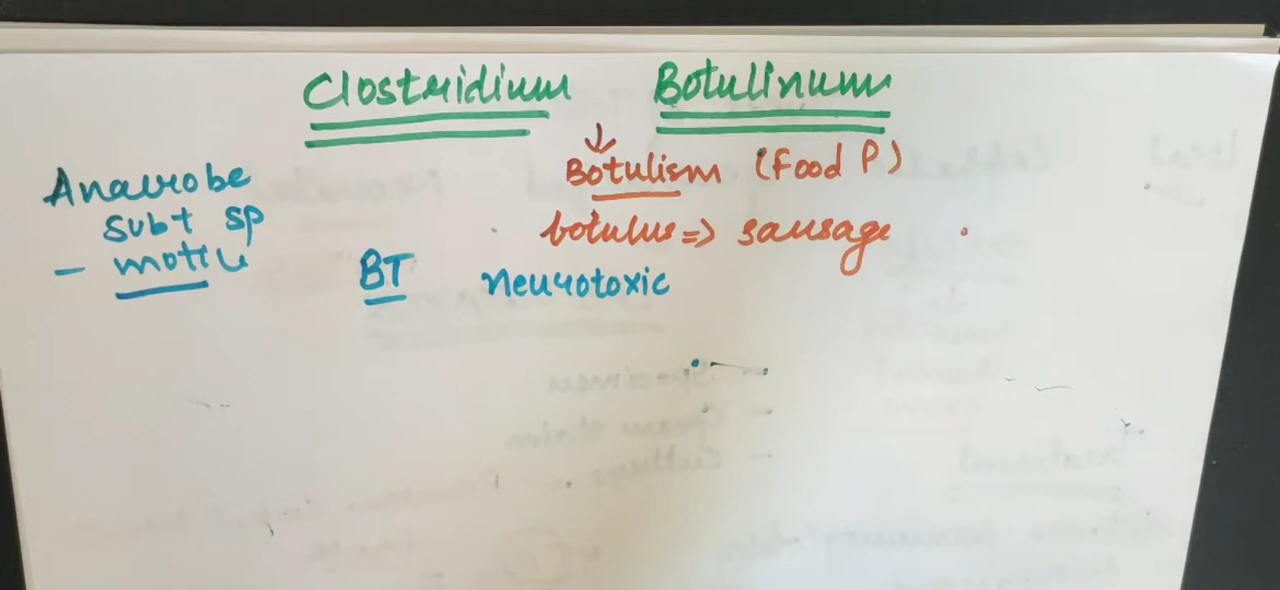 Clostridium Botulinum
Botulism (Food P)
botulus => sausage
Anaerobe
subt sp
- motile
BT neurotoxic